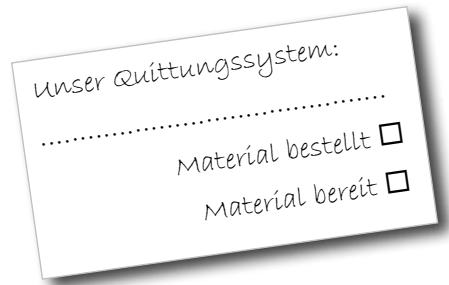 Unser Quittungssystem:
...............................................
Material bestellt ☐
Material bereit ☐